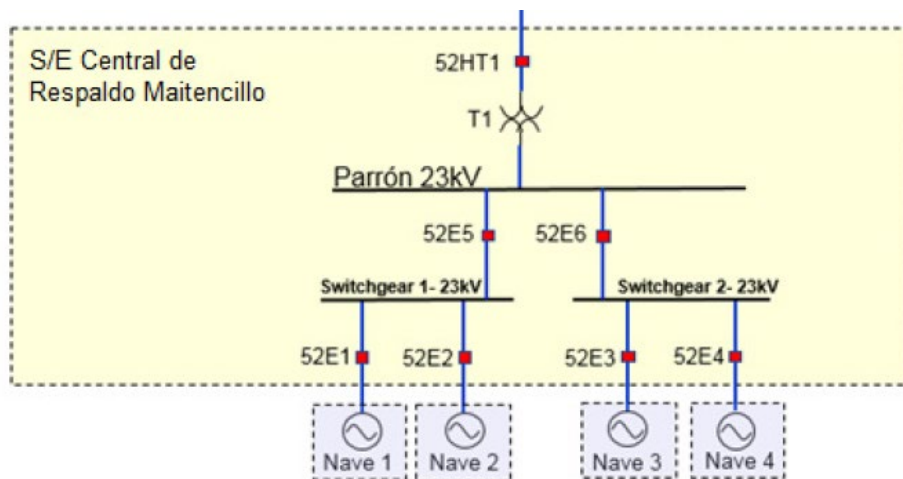 S/E Central de
Respaldo Maitencillo
52HT1
T1
Parrón 23kV
52E5
52E6
Switchgear 1- 23kV
Switchgear 2- 23kV
52E1
52E2
52E3
52E4
Nave 1
Nave 2
Nave 3
Nave 4